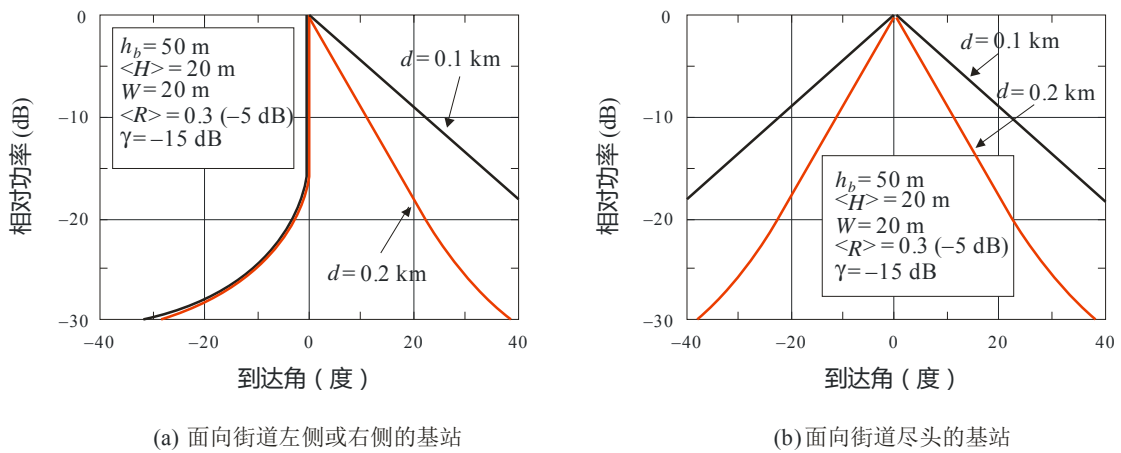 0
−10
−20
−30
相对功率 (dB)
h_b = 50 m
<H> = 20 m
W = 20 m
<R> = 0.3 (−5 dB)
γ = −15 dB
d = 0.1 km
d = 0.2 km
−40 −20 0 20 40
到达角（度）
(a) 面向街道左侧或右侧的基站
0
−10
−20
−30
相对功率 (dB)
d = 0.1 km
d = 0.2 km
h_b = 50 m
<H> = 20 m
W = 20 m
<R> = 0.3 (−5 dB)
γ = −15 dB
−40 −20 0 20 40
到达角（度）
(b) 面向街道尽头的基站